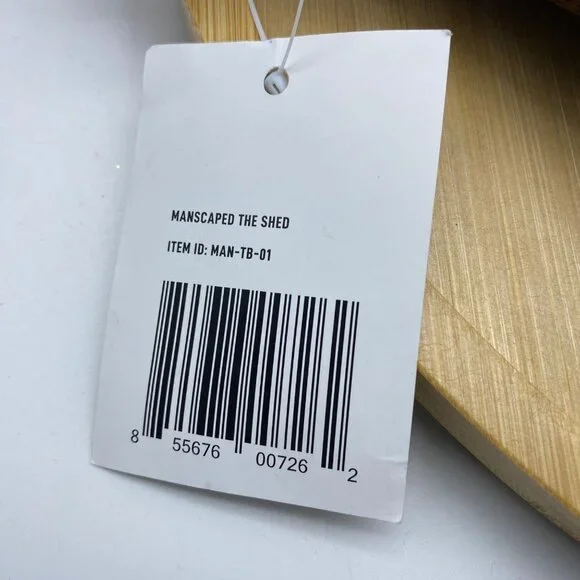 MANSCAPED THE SHED
ITEM ID: MAN-TB-01
8 55676 00726 2